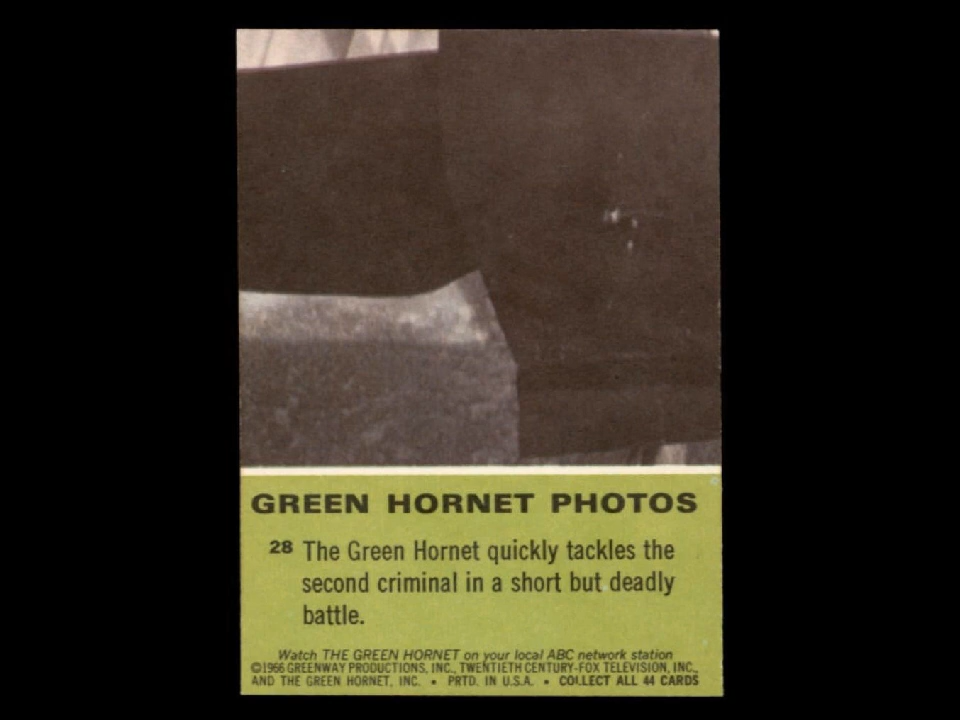 GREEN HORNET PHOTOS
28 The Green Hornet quickly tackles the
second criminal in a short but deadly
battle.
Watch THE GREEN HORNET on your local ABC network station
©1966 GREENWAY PRODUCTIONS, INC., TWENTIETH CENTURY-FOX TELEVISION, INC.,
AND THE GREEN HORNET, INC. • PRTD. IN U.S.A. • COLLECT ALL 44 CARDS